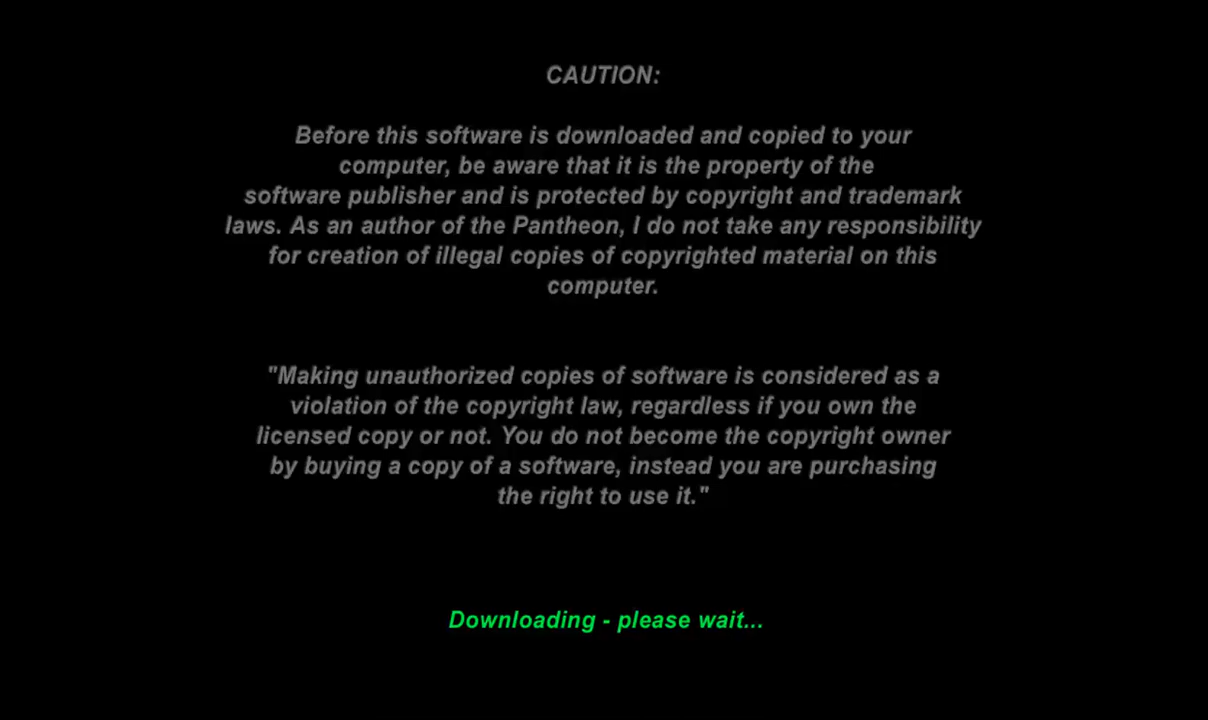 CAUTION:
Before this software is downloaded and copied to your
computer, be aware that it is the property of the
software publisher and is protected by copyright and trademark
laws. As an author of the Pantheon, I do not take any responsibility
for creation of illegal copies of copyrighted material on this
computer.
"Making unauthorized copies of software is considered as a
violation of the copyright law, regardless if you own the
licensed copy or not. You do not become the copyright owner
by buying a copy of a software, instead you are purchasing
the right to use it."
Downloading - please wait...